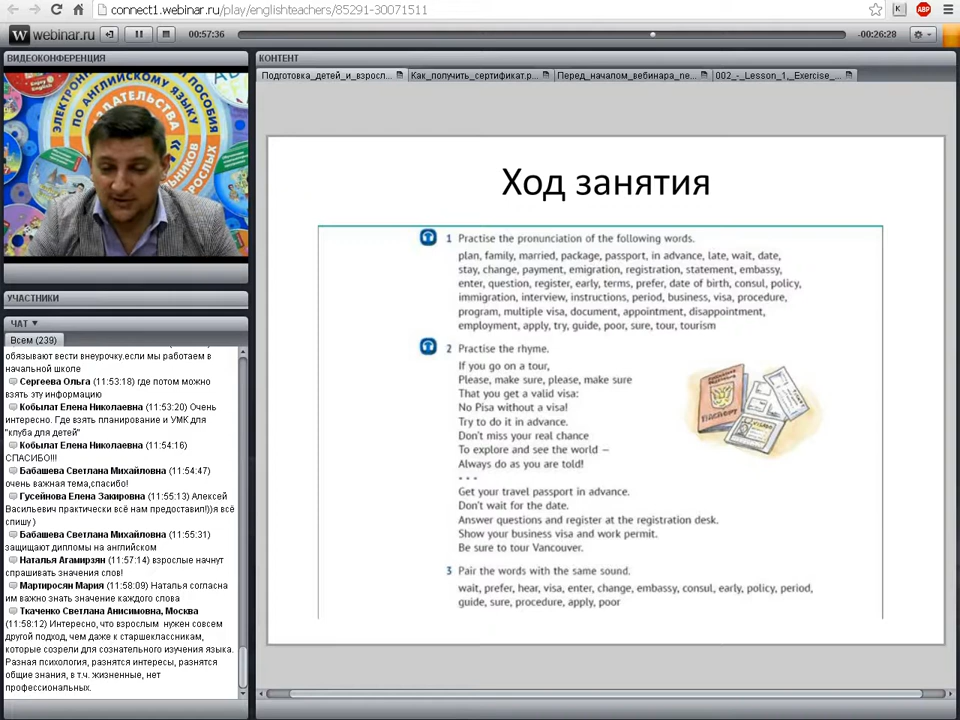 connect1.webinar.ru/play/englishteachers/85291-30071511
W webinar.ru
00:57:36
-00:26:28
ВИДЕОКОНФЕРЕНЦИЯ
КОНТЕНТ
Подготовка_детей_и_взросл...
Как_получить_сертификат.p...
Перед_началом_вебинара_пе...
002_-_Lesson_1,_Exercise_...
ЭЛЕКТРОННЫЕ ПОСОБИЯ
ПО АНГЛИЙСКОМУ ЯЗЫКУ
ИЗДАТЕЛЬСТВА
УЧАСТНИКИ
ЧАТ
Всем (239)
обязывают вести внеурочку.если мы работаем в
начальной школе
Сергеева Ольга (11:53:18) где потом можно
взять эту информацию
Кобылат Елена Николаевна (11:53:20) Очень
интересно. Где взять планирование и УМК для
"клуба для детей"
Кобылат Елена Николаевна (11:54:16)
СПАСИБО!!!
Бабашева Светлана Михайловна (11:54:47)
очень важная тема,спасибо!
Гусейнова Елена Закировна (11:55:13) Алексей
Васильевич практически всё нам предоставил!))я всё
спишу )
Бабашева Светлана Михайловна (11:55:31)
защищают дипломы на английском
Наталья Агамирзян (11:57:14) взрослые начнут
спрашивать значения слов!
Мартиросян Мария (11:58:09) Наталья согласна
им важно знать значение каждого слова
Ткаченко Светлана Анисимовна, Москва
(11:58:12) Интересно, что взрослым нужен совсем
другой подход, чем даже к старшеклассникам,
которые созрели для сознательного изучения языка.
Разная психология, разнятся интересы, разнятся
общие знания, в т.ч. жизненные, нет
профессиональных.
Ход занятия
1 Practise the pronunciation of the following words.
plan, family, married, package, passport, in advance, late, wait, date,
stay, change, payment, emigration, registration, statement, embassy,
enter, question, register, early, terms, prefer, date of birth, consul, policy,
immigration, interview, instructions, period, business, visa, procedure,
program, multiple visa, document, appointment, disappointment,
employment, apply, try, guide, poor, sure, tour, tourism
2 Practise the rhyme.
If you go on a tour,
Please, make sure, please, make sure
That you get a valid visa:
No Pisa without a visa!
Try to do it in advance.
Don't miss your real chance
To explore and see the world –
Always do as you are told!
• • •
Get your travel passport in advance.
Don't wait for the date.
Answer questions and register at the registration desk.
Show your business visa and work permit.
Be sure to tour Vancouver.
ПАСПОРТ
3 Pair the words with the same sound.
wait, prefer, hear, visa, enter, change, embassy, consul, early, policy, period,
guide, sure, procedure, apply, poor